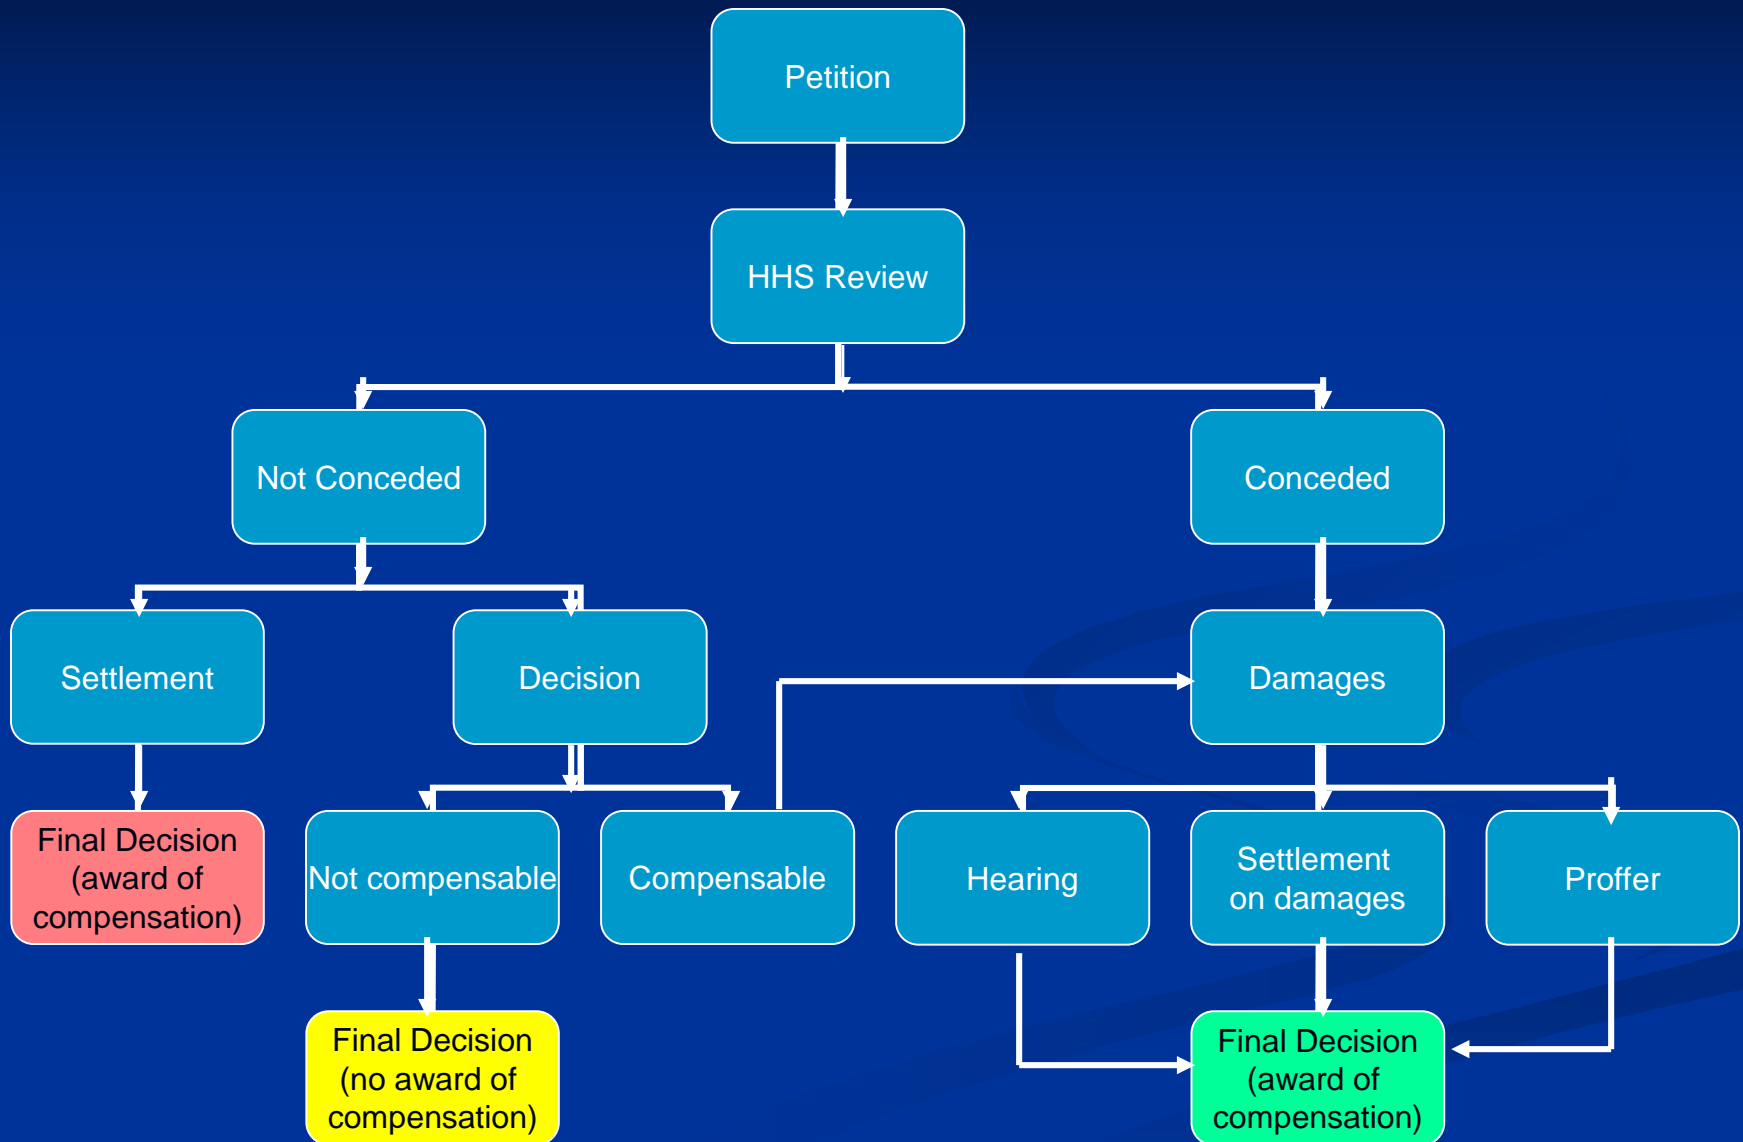 Petition
HHS Review
Not Conceded
Conceded
Settlement
Decision
Damages
Final Decision
(award of
compensation)
Not compensable
Compensable
Hearing
Settlement
on damages
Proffer
Final Decision
(no award of
compensation)
Final Decision
(award of
compensation)